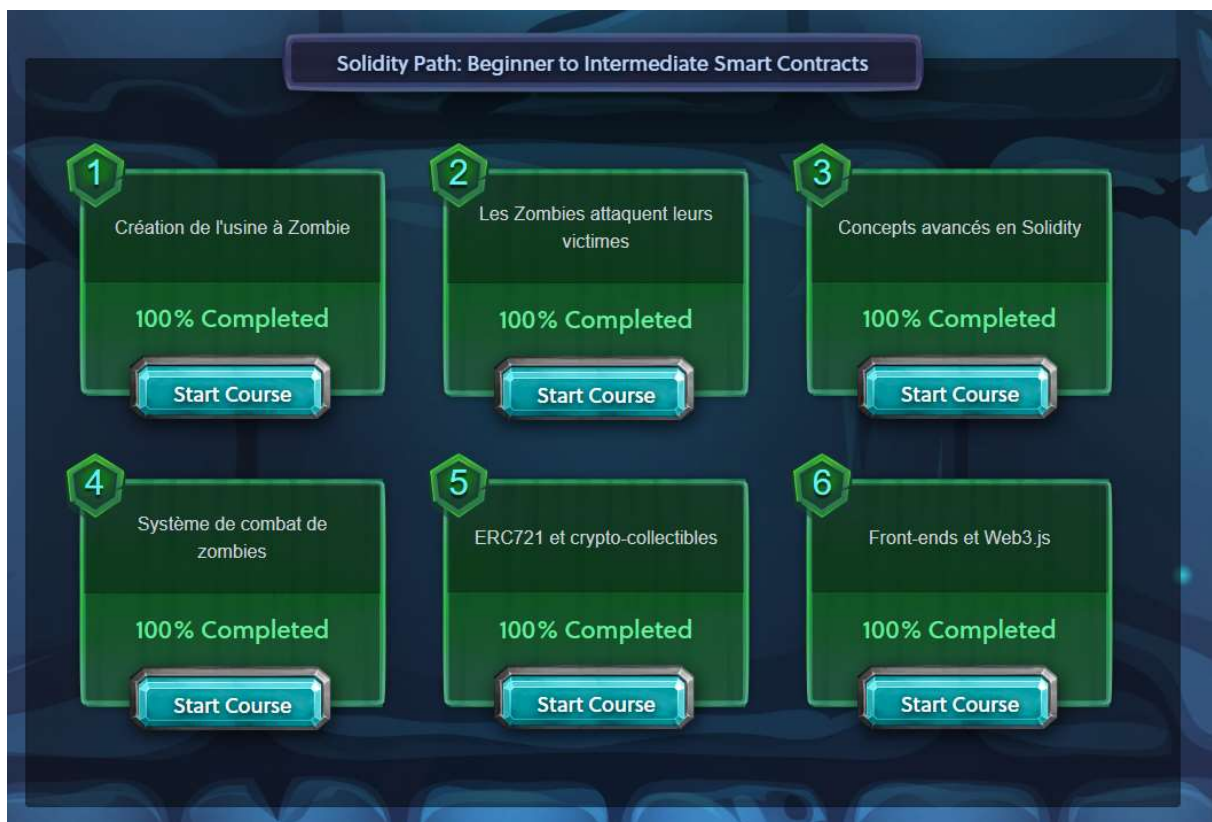 Solidity Path: Beginner to Intermediate Smart Contracts
1
Création de l'usine à Zombie
100% Completed
Start Course
2
Les Zombies attaquent leurs
victimes
100% Completed
Start Course
3
Concepts avancés en Solidity
100% Completed
Start Course
4
Système de combat de
zombies
100% Completed
Start Course
5
ERC721 et crypto-collectibles
100% Completed
Start Course
6
Front-ends et Web3.js
100% Completed
Start Course